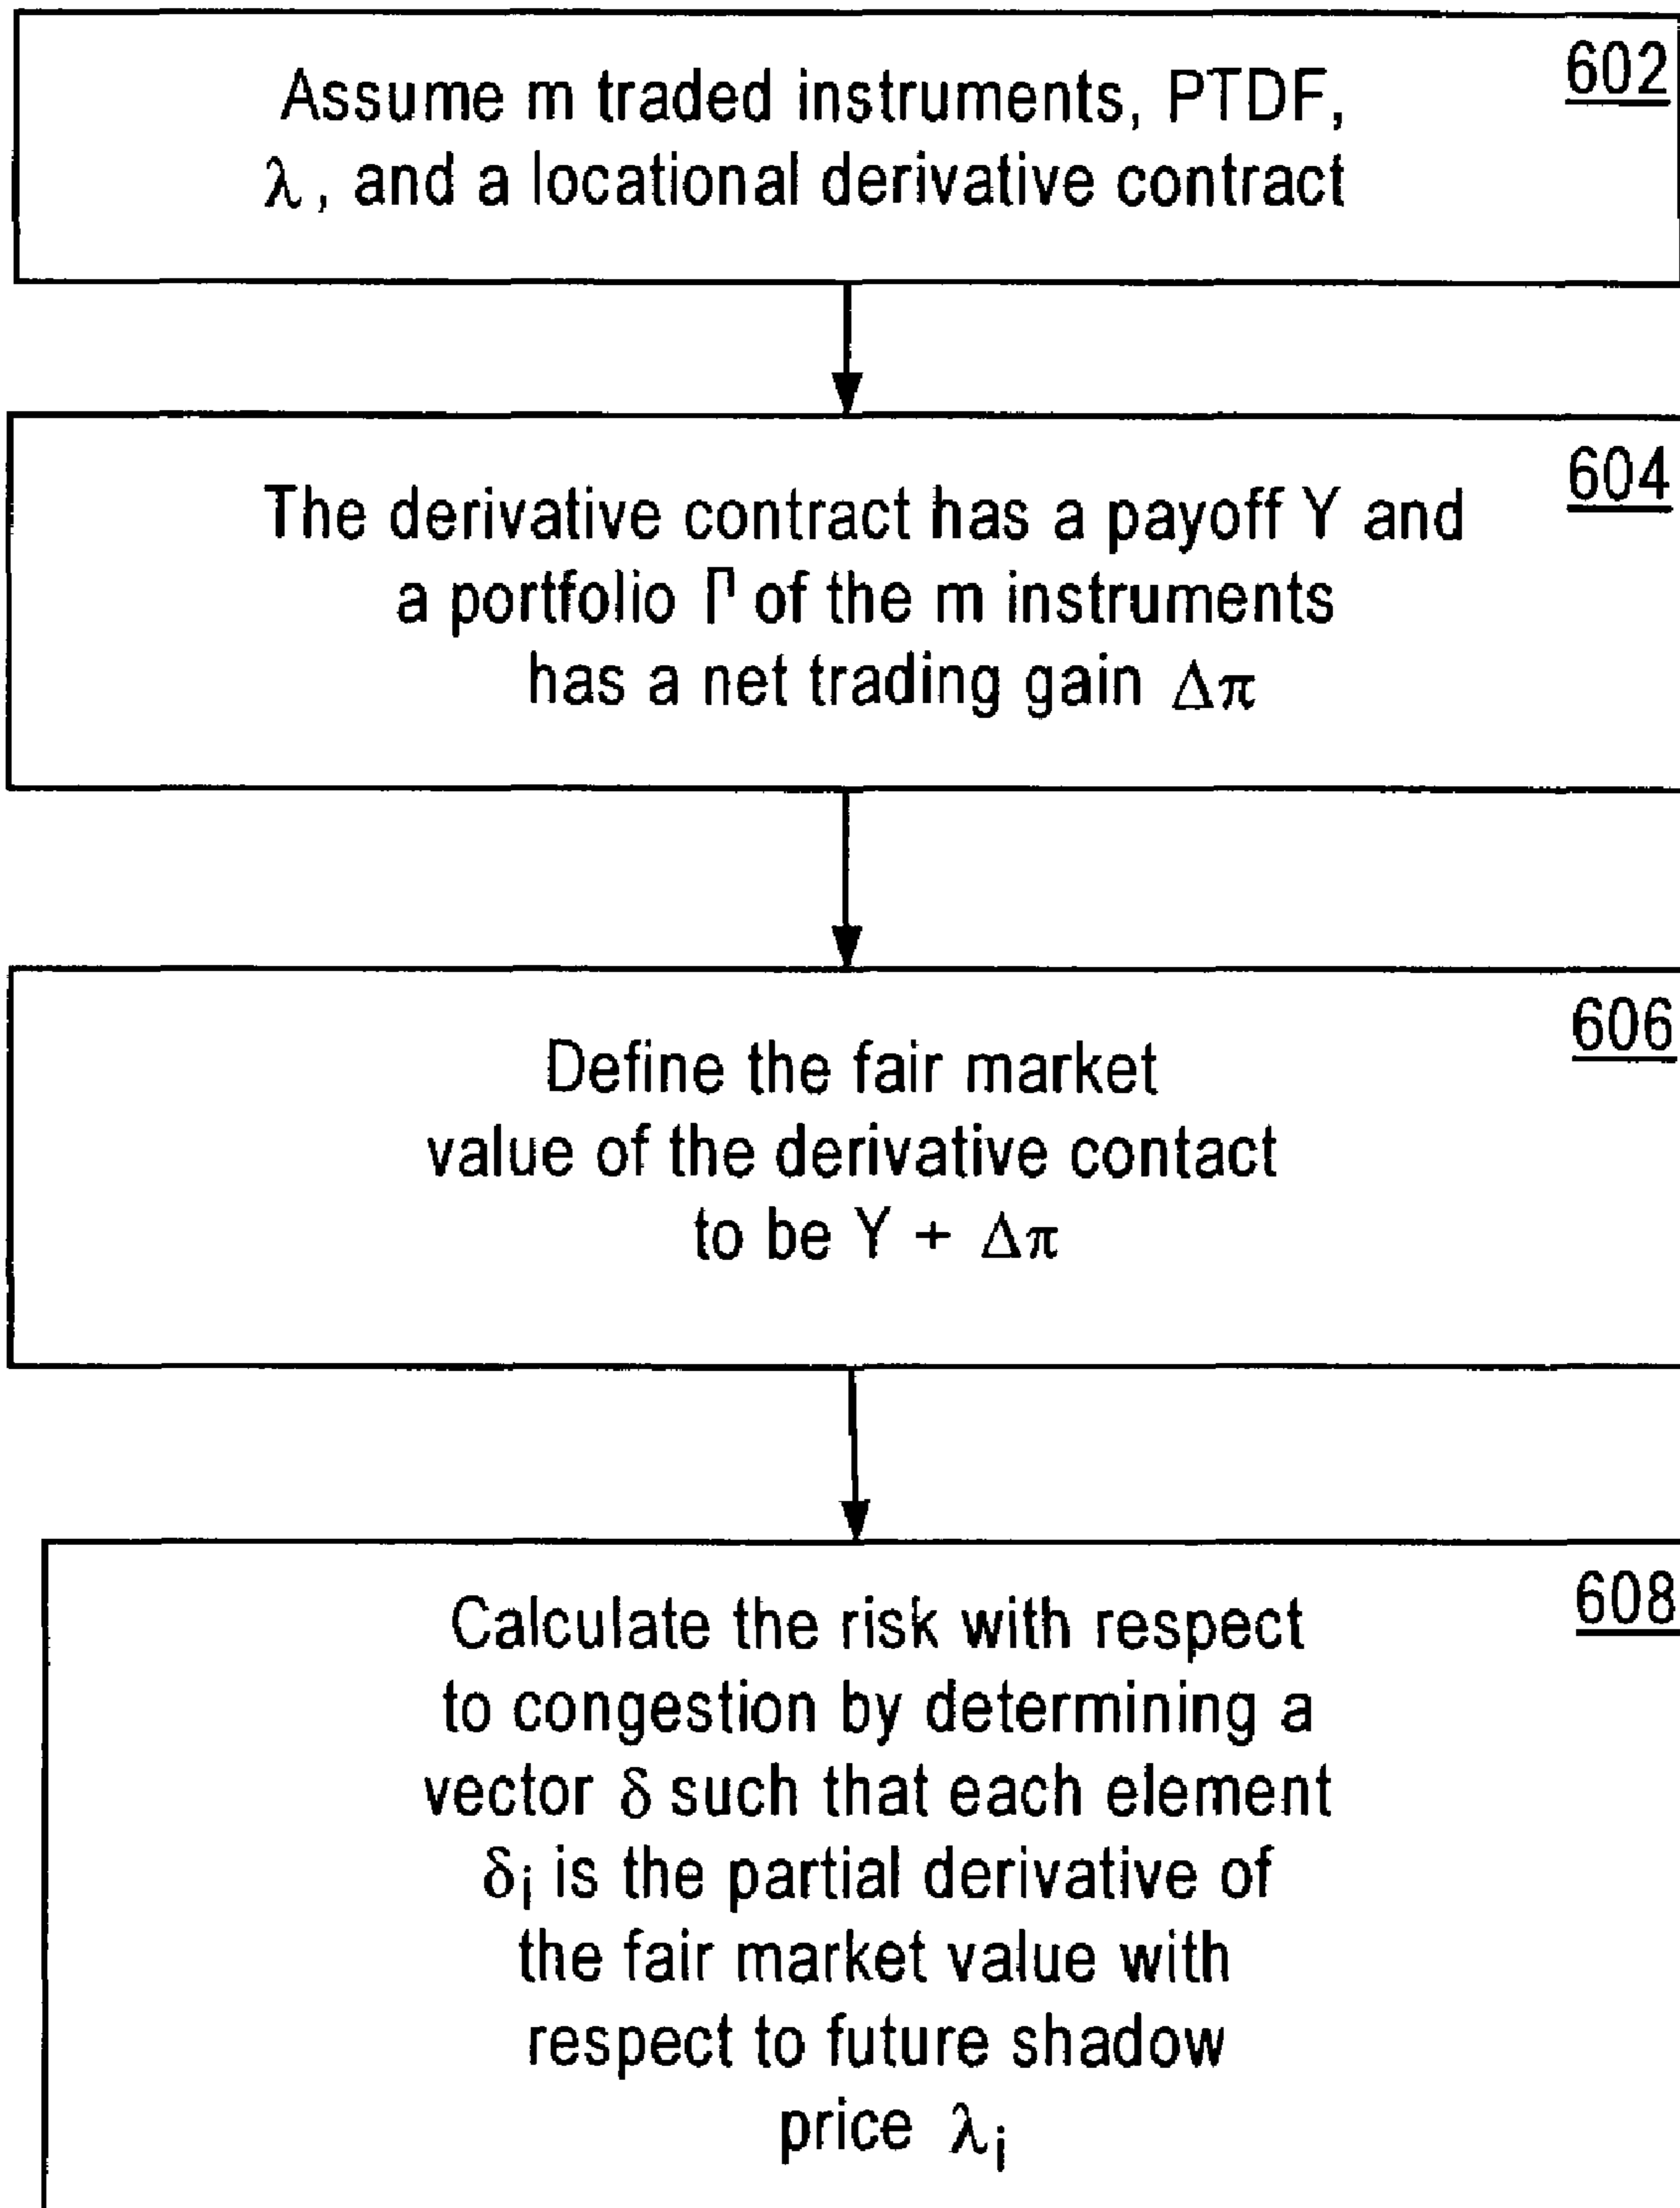 602
Assume m traded instruments, PTDF,
λ, and a locational derivative contract
604
The derivative contract has a payoff Y and
a portfolio Γ of the m instruments
has a net trading gain Δπ
606
Define the fair market
value of the derivative contact
to be Y + Δπ
608
Calculate the risk with respect
to congestion by determining a
vector δ such that each element
δi is the partial derivative of
the fair market value with
respect to future shadow
price λi